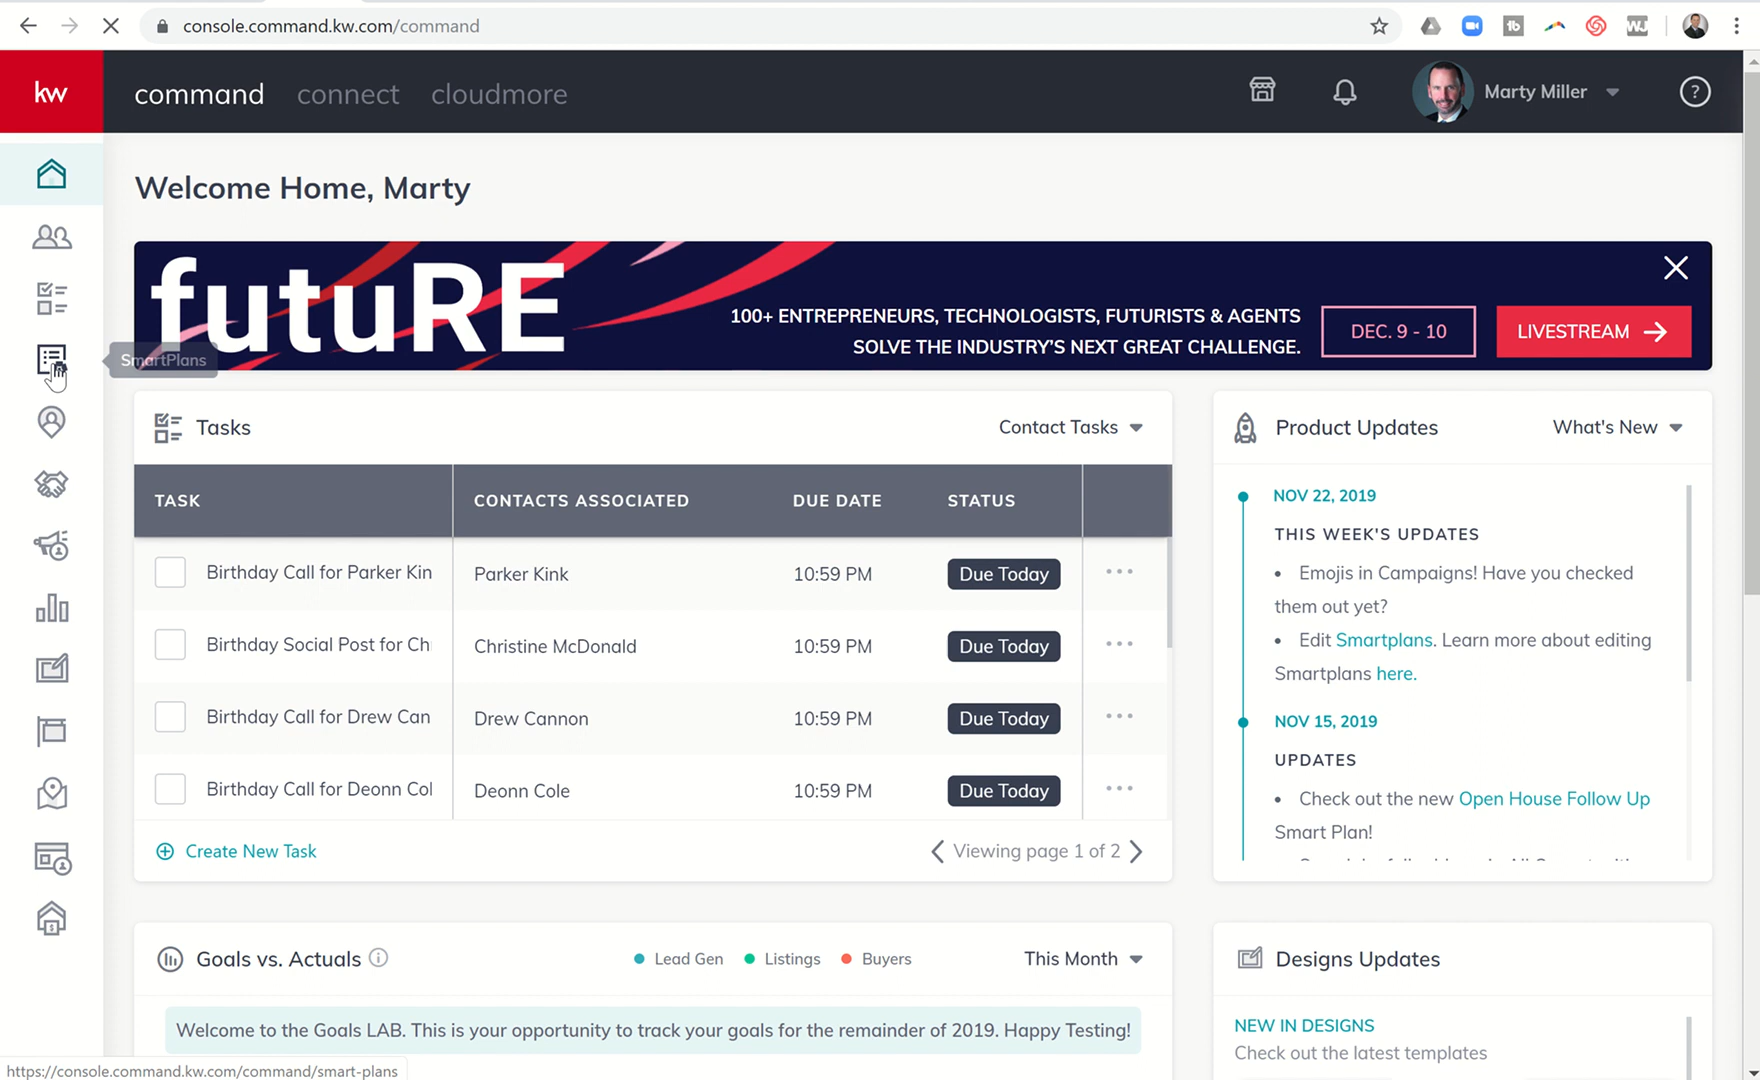 console.command.kw.com/command
kw
command connect cloudmore
Marty Miller
?
Welcome Home, Marty
futuRE
100+ ENTREPRENEURS, TECHNOLOGISTS, FUTURISTS & AGENTS
SOLVE THE INDUSTRY'S NEXT GREAT CHALLENGE.
DEC. 9 - 10
LIVESTREAM
SmartPlans
Tasks
Contact Tasks
TASK CONTACTS ASSOCIATED DUE DATE STATUS
Birthday Call for Parker Kin Parker Kink 10:59 PM Due Today
Birthday Social Post for Ch Christine McDonald 10:59 PM Due Today
Birthday Call for Drew Can Drew Cannon 10:59 PM Due Today
Birthday Call for Deonn Col Deonn Cole 10:59 PM Due Today
Create New Task
Viewing page 1 of 2
Product Updates
What's New
NOV 22, 2019
THIS WEEK'S UPDATES
• Emojis in Campaigns! Have you checked
them out yet?
• Edit Smartplans. Learn more about editing
Smartplans here.
NOV 15, 2019
UPDATES
• Check out the new Open House Follow Up
Smart Plan!
Goals vs. Actuals
Lead Gen Listings Buyers
This Month
Welcome to the Goals LAB. This is your opportunity to track your goals for the remainder of 2019. Happy Testing!
Designs Updates
NEW IN DESIGNS
Check out the latest templates
https://console.command.kw.com/command/smart-plans